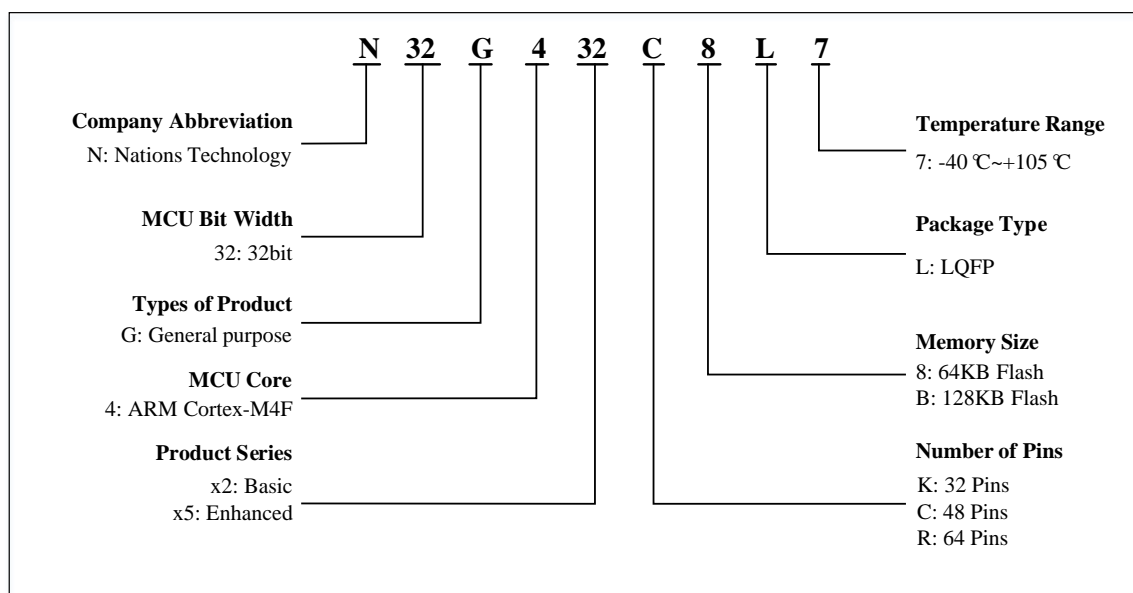 N 32 G 4 32 C 8 L 7
Company Abbreviation
N: Nations Technology
MCU Bit Width
32: 32bit
Types of Product
G: General purpose
MCU Core
4: ARM Cortex-M4F
Product Series
x2: Basic
x5: Enhanced
Temperature Range
7: -40 ℃~+105 ℃
Package Type
L: LQFP
Memory Size
8: 64KB Flash
B: 128KB Flash
Number of Pins
K: 32 Pins
C: 48 Pins
R: 64 Pins